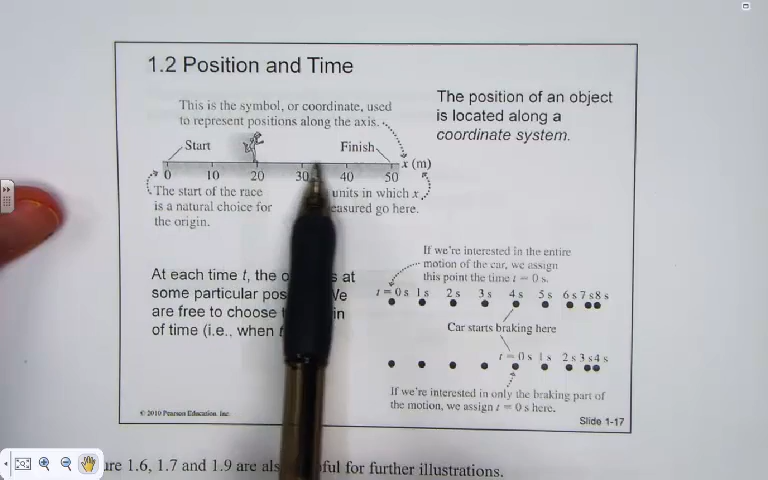 1.2 Position and Time
This is the symbol, or coordinate, used
to represent positions along the axis.
Start
Finish
x (m)
0 10 20 30 40 50
The start of the race
is a natural choice for
the origin.
units in which x
easured go here.
The position of an object
is located along a
coordinate system.
At each time t, the o s at
some particular pos We
are free to choose in
of time (i.e., when
If we're interested in the entire
motion of the car, we assign
this point the time t = 0 s.
t = 0 s 1 s 2 s 3 s 4 s 5 s 6 s 7 s 8 s
Car starts braking here
t = 0 s 1 s 2 s 3 s 4 s
If we're interested in only the braking part of
the motion, we assign t = 0 s here.
© 2010 Pearson Education, Inc.
Slide 1-17
ure 1.6, 1.7 and 1.9 are als ful for further illustrations.